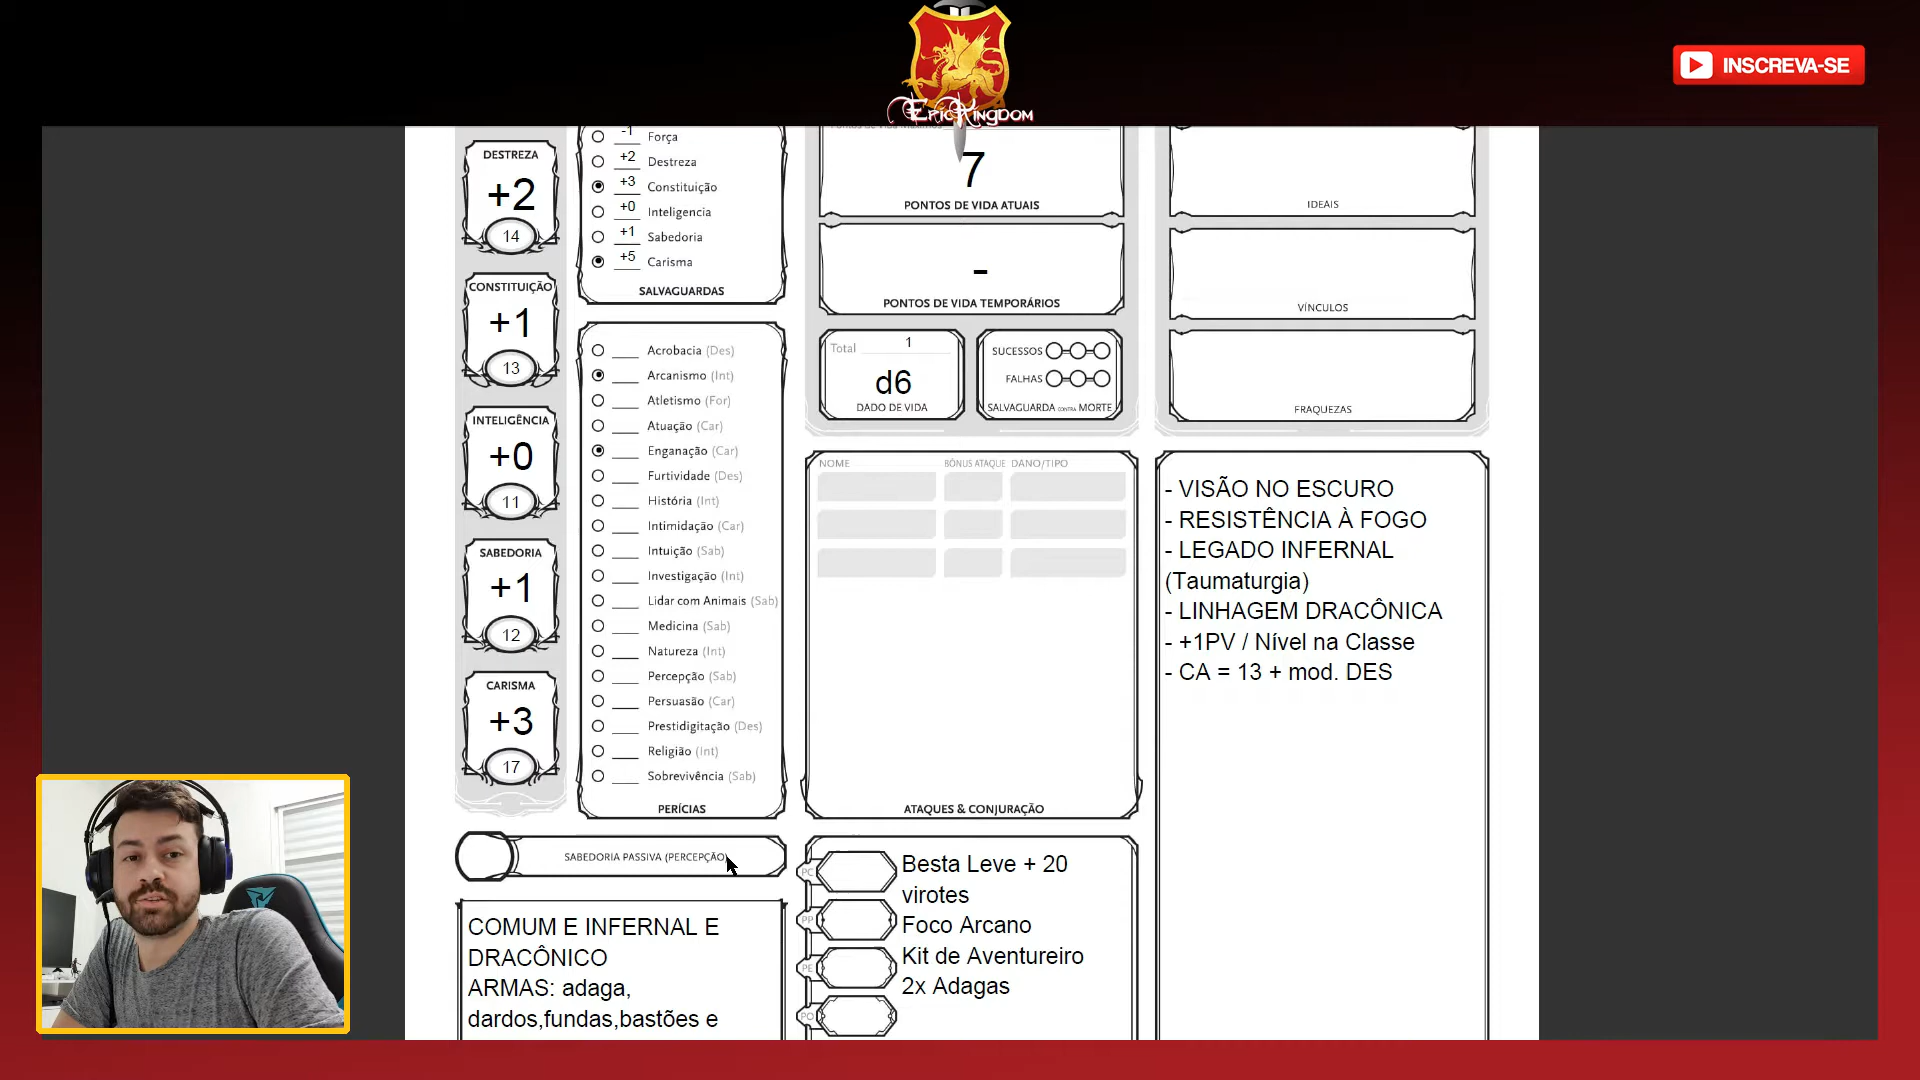 EpicKingdom
INSCREVA-SE
DESTREZA
+2
14
CONSTITUIÇÃO
+1
13
INTELIGÊNCIA
+0
11
SABEDORIA
+1
12
CARISMA
+3
17
-1 Força
+2 Destreza
+3 Constituição
+0 Inteligencia
+1 Sabedoria
+5 Carisma
SALVAGUARDAS
Acrobacia (Des)
Arcanismo (Int)
Atletismo (For)
Atuação (Car)
Enganação (Car)
Furtividade (Des)
História (Int)
Intimidação (Car)
Intuição (Sab)
Investigação (Int)
Lidar com Animais (Sab)
Medicina (Sab)
Natureza (Int)
Percepção (Sab)
Persuasão (Car)
Prestidigitação (Des)
Religião (Int)
Sobrevivência (Sab)
PERÍCIAS
SABEDORIA PASSIVA (PERCEPÇÃO)
COMUM E INFERNAL E
DRACÔNICO
ARMAS: adaga,
dardos,fundas,bastões e
7
PONTOS DE VIDA ATUAIS
-
PONTOS DE VIDA TEMPORÁRIOS
Total 1
d6
DADO DE VIDA
SUCESSOS
FALHAS
SALVAGUARDA CONTRA MORTE
NOME BÔNUS ATAQUE DANO/TIPO
ATAQUES & CONJURAÇÃO
PC
PP
PE
PO
Besta Leve + 20
virotes
Foco Arcano
Kit de Aventureiro
2x Adagas
IDEAIS
VÍNCULOS
FRAQUEZAS
- VISÃO NO ESCURO
- RESISTÊNCIA À FOGO
- LEGADO INFERNAL
(Taumaturgia)
- LINHAGEM DRACÔNICA
- +1PV / Nível na Classe
- CA = 13 + mod. DES